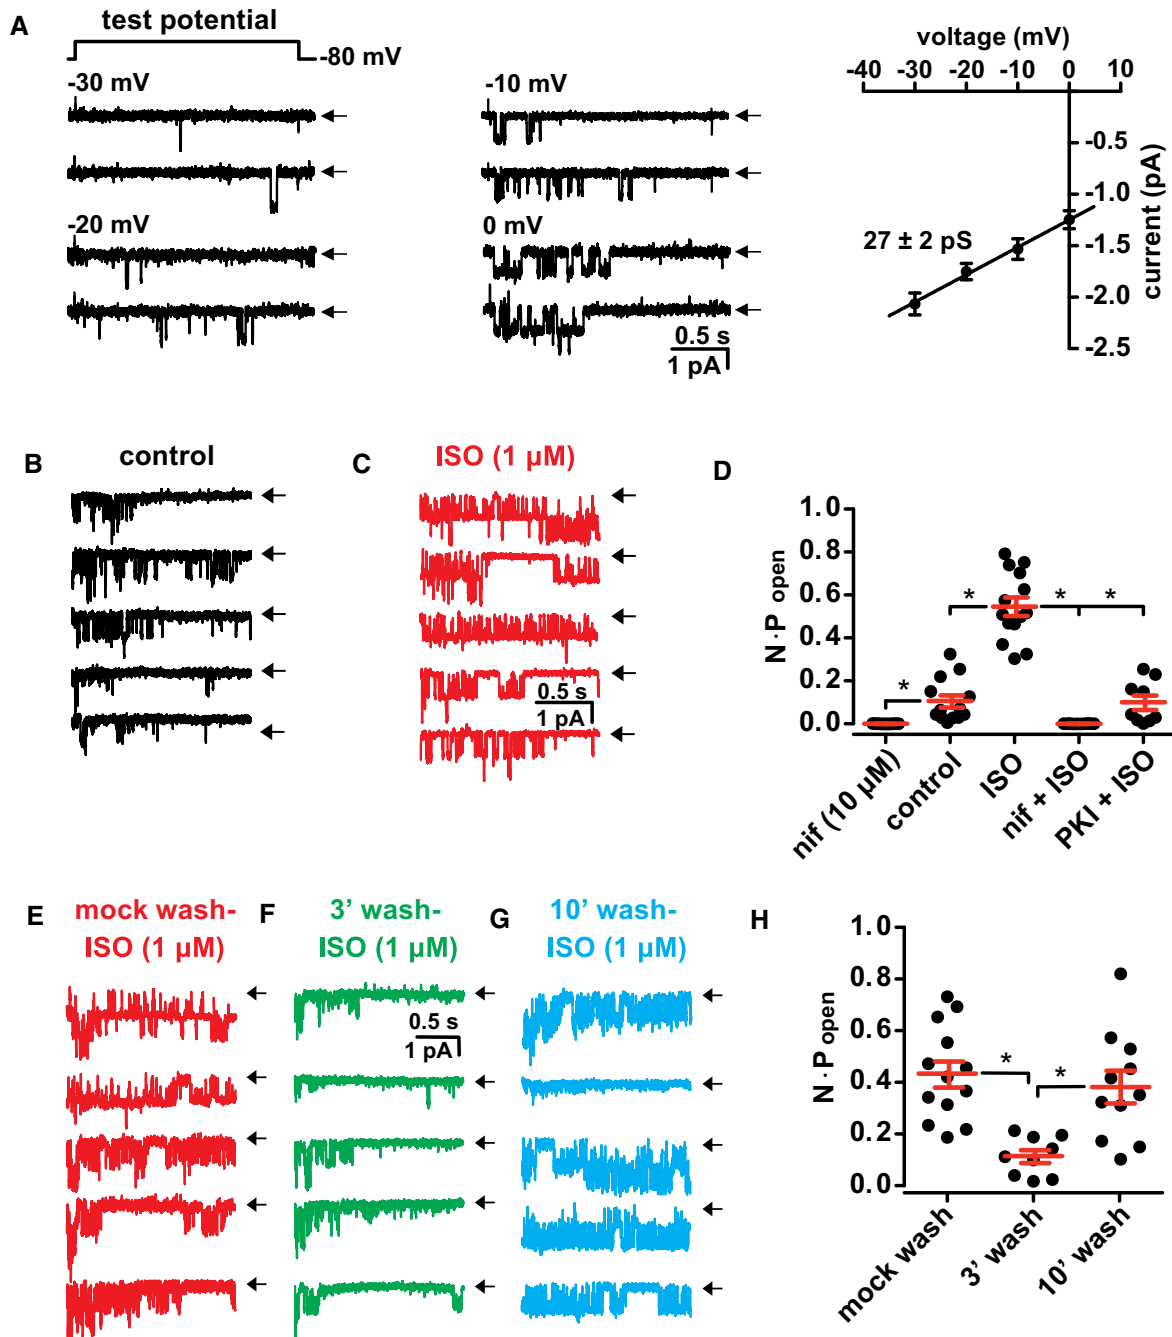 A
test potential
-80 mV
-30 mV
-20 mV
-10 mV
0 mV
0.5 s
1 pA
voltage (mV)
-40 -30 -20 -10 0 10
-0.5
-1.0
-1.5
-2.0
-2.5
current (pA)
27 ± 2 pS
B
control
C
ISO (1 µM)
0.5 s
1 pA
D
N·P open
1.0
0.8
0.6
0.4
0.2
0.0
* * * *
nif (10 µM)
control
ISO
nif + ISO
PKI + ISO
E
mock wash-
ISO (1 µM)
F
3' wash-
ISO (1 µM)
0.5 s
1 pA
G
10' wash-
ISO (1 µM)
H
N·P open
1.0
0.8
0.6
0.4
0.2
0.0
* *
mock wash
3' wash
10' wash